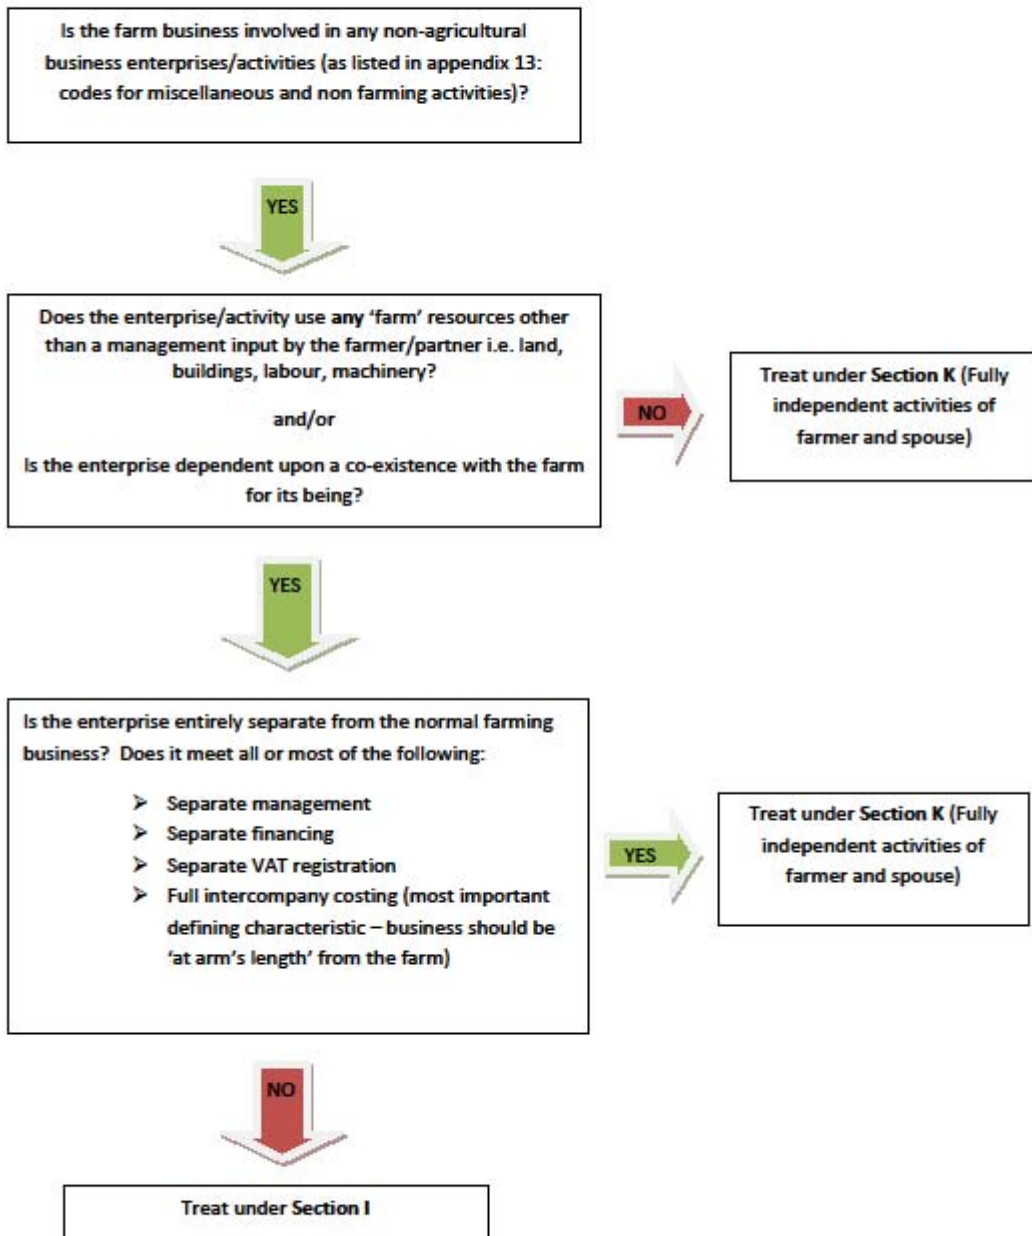 Is the farm business involved in any non-agricultural
business enterprises/activities (as listed in appendix 13:
codes for miscellaneous and non farming activities)?
YES
Does the enterprise/activity use any ‘farm’ resources other
than a management input by the farmer/partner i.e. land,
buildings, labour, machinery?
and/or
Is the enterprise dependent upon a co-existence with the farm
for its being?
NO
Treat under Section K (Fully
independent activities of
farmer and spouse)
YES
Is the enterprise entirely separate from the normal farming
business? Does it meet all or most of the following:
➢ Separate management
➢ Separate financing
➢ Separate VAT registration
➢ Full intercompany costing (most important
defining characteristic – business should be
‘at arm’s length’ from the farm)
YES
Treat under Section K (Fully
independent activities of
farmer and spouse)
NO
Treat under Section I